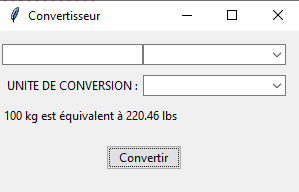 Convertisseur
UNITE DE CONVERSION :
100 kg est équivalent à 220.46 lbs
Convertir